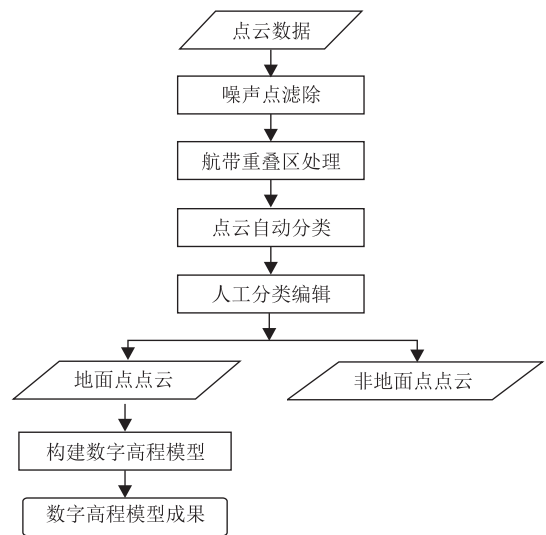 点云数据
噪声点滤除
航带重叠区处理
点云自动分类
人工分类编辑
地面点点云
非地面点点云
构建数字高程模型
数字高程模型成果